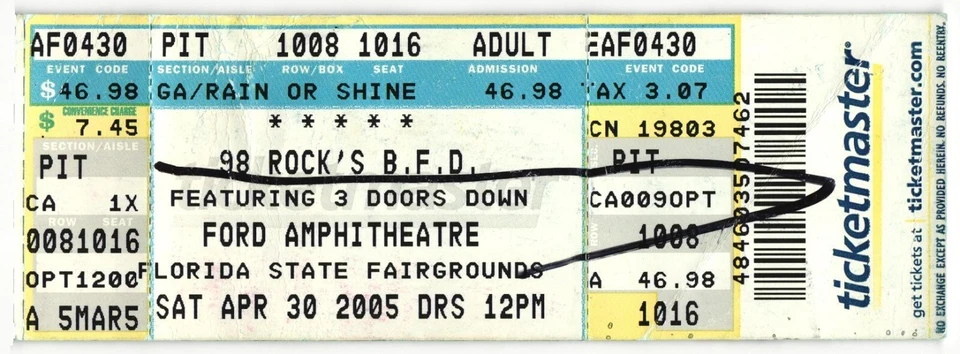 AF0430 PIT 1008 1016 ADULT EAF0430
EVENT CODE SECTION/AISLE ROW/BOX SEAT ADMISSION EVENT CODE
$ 46.98 GA/RAIN OR SHINE 46.98 TAX 3.07
CONVENIENCE CHARGE
$ 7.45 * * * * * CN 19803
SECTION/AISLE
PIT 98 ROCK'S B.F.D. PIT
CA 1X FEATURING 3 DOORS DOWN CA009OPT
ROW SEAT
0081016 FORD AMPHITHEATRE 1008
OPT1200 FLORIDA STATE FAIRGROUNDS A 46.98
A 5MAR5 SAT APR 30 2005 DRS 12PM 1016
ticketmaster
get tickets at ticketmaster.com
NO EXCHANGE EXCEPT AS PROVIDED HEREIN. NO REFUNDS. NO REENTRY.